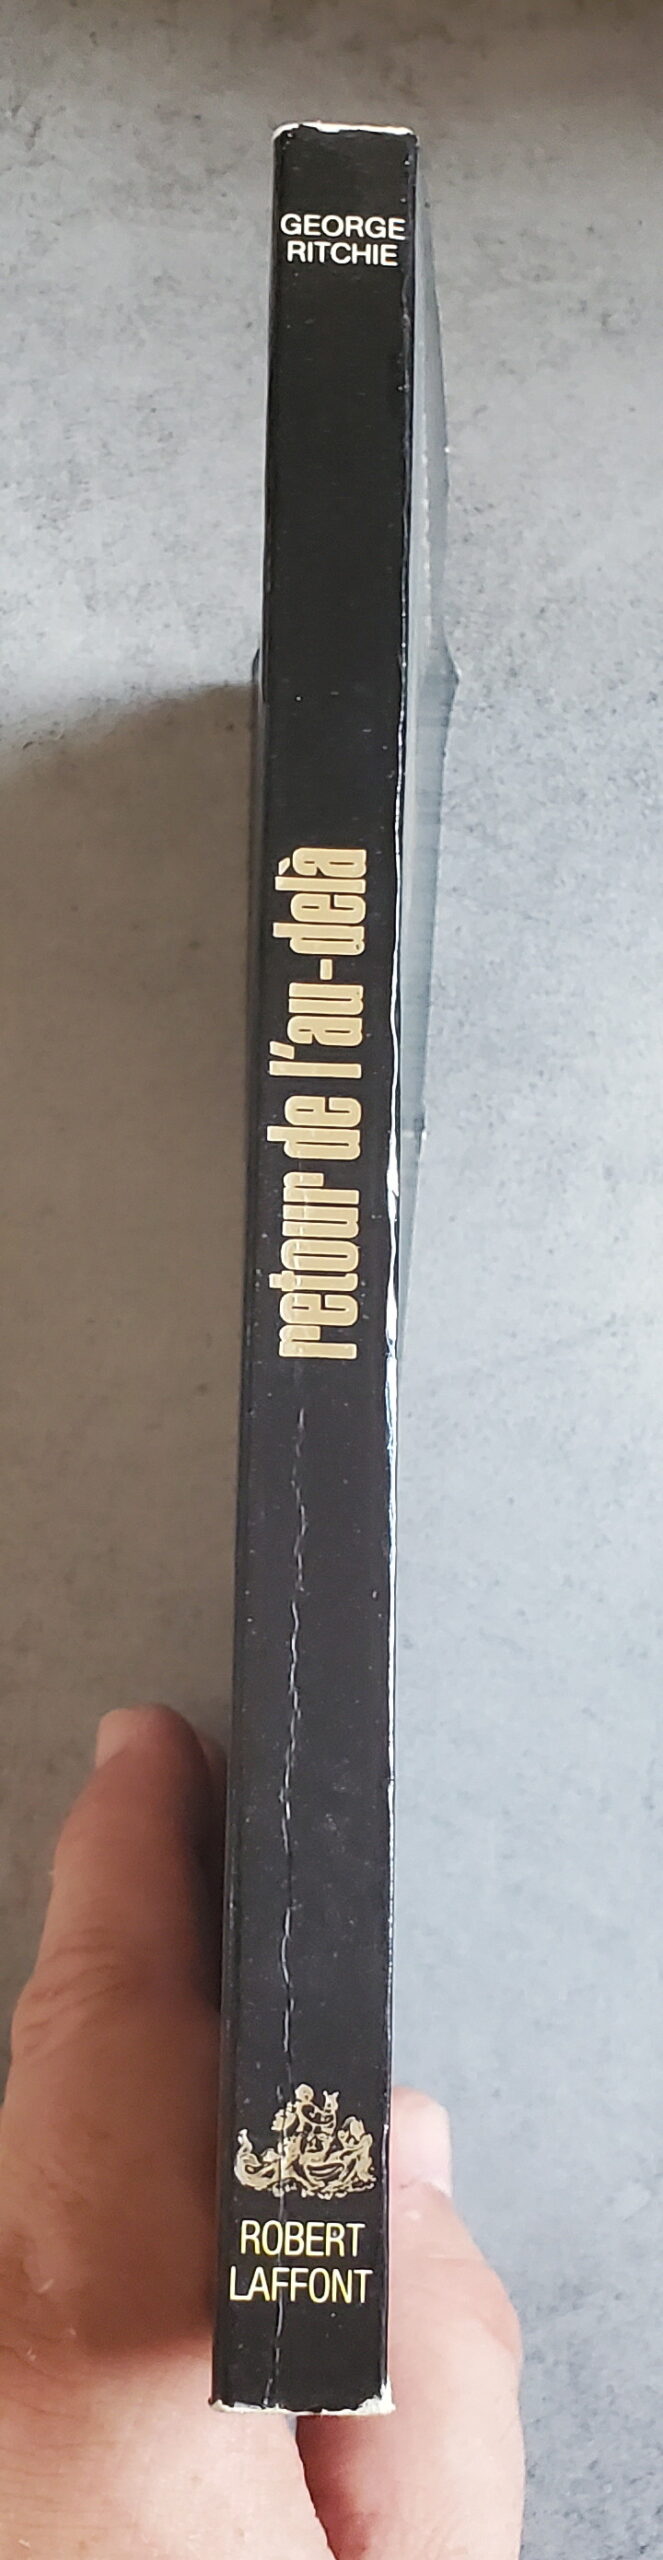 GEORGE
RITCHIE
retour de l'au-delà
ROBERT
LAFFONT